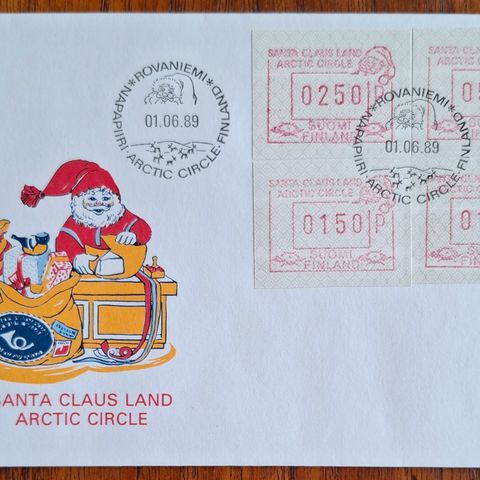 ROVANIEMI
NAPAPIIRI · ARCTIC CIRCLE · FINLAND
01.06.89
SANTA CLAUS LAND
ARCTIC CIRCLE
0250 P
SUOMI
FINLAND
SANTA CLAUS LAND
ARCTIC CIRCLE
0150 P
SUOMI
FINLAND
ROVANIEMI
NAPAPIIRI · ARCTIC CIRCLE · FINLAND
01.06.89
SANTA CLAUS LAND
ARCTIC CIRCLE